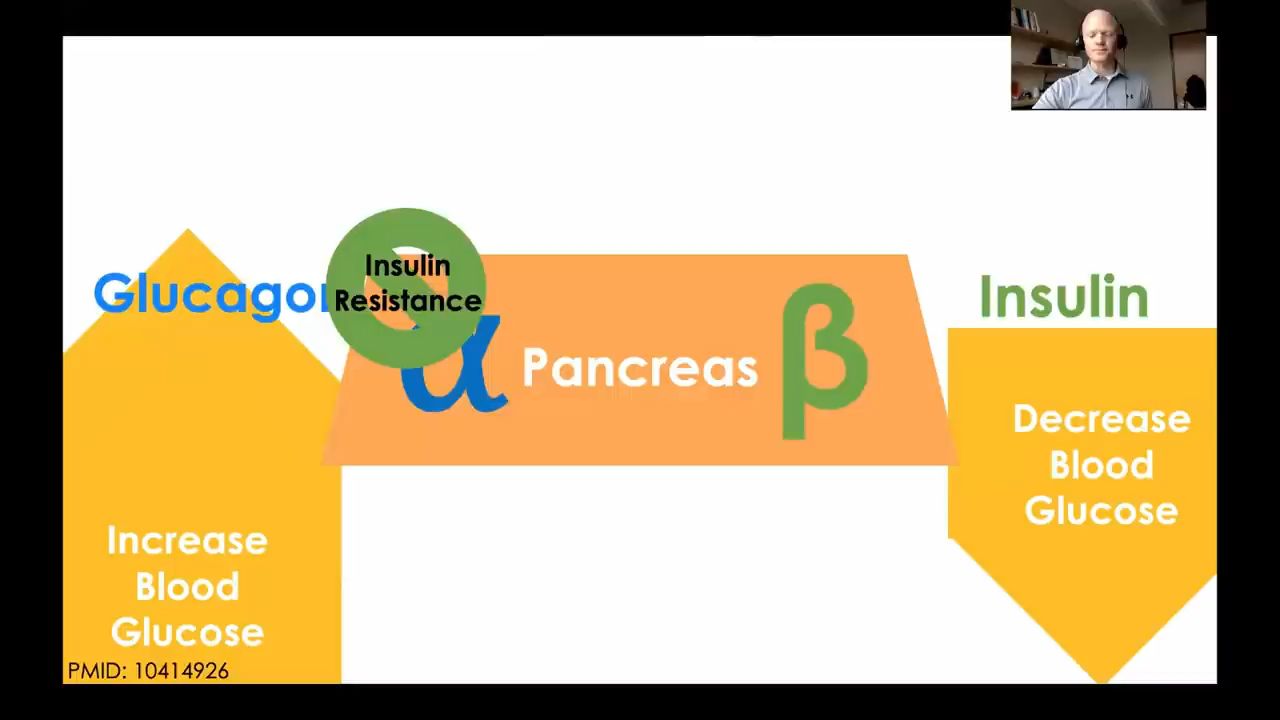 Glucago
Insulin
Resistance
α
Pancreas
β
Insulin
Decrease
Blood
Glucose
Increase
Blood
Glucose
PMID: 10414926